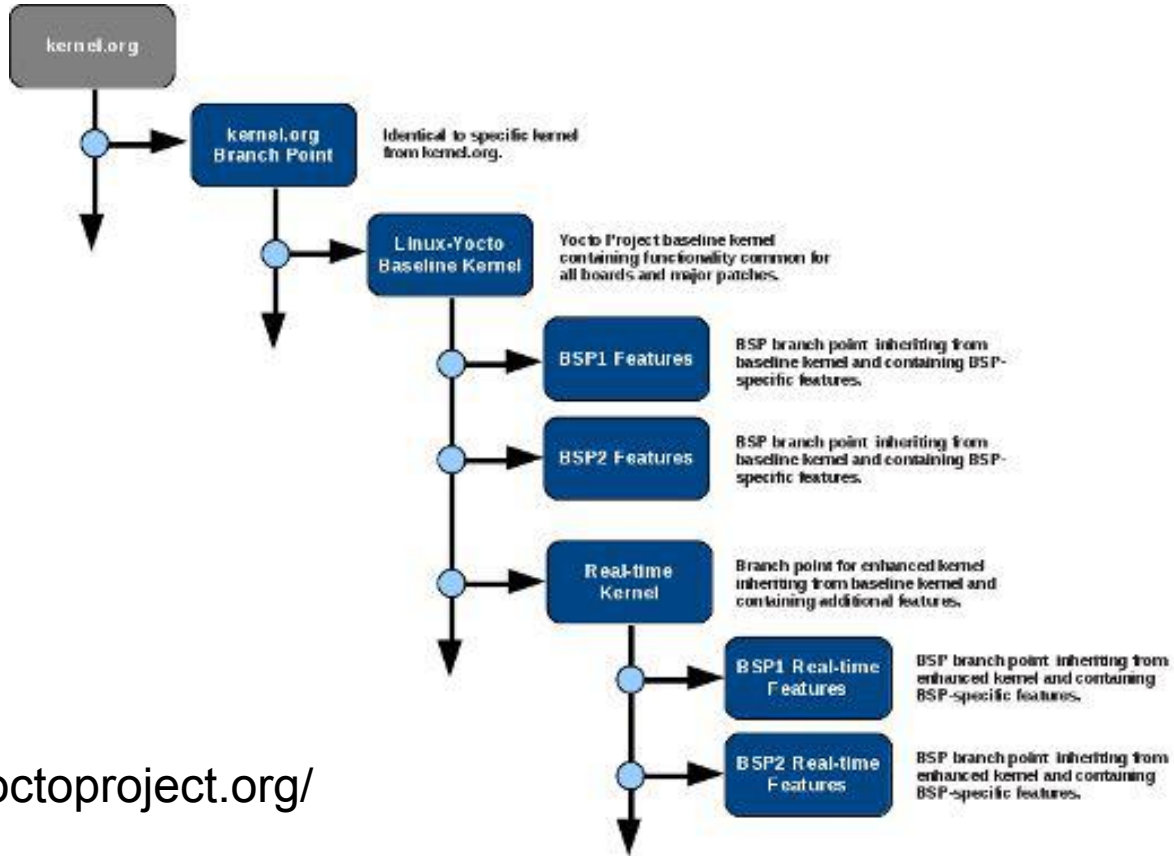 kernel.org
kernel.org
Branch Point
Identical to specific kernel
from kernel.org.
Linux-Yocto
Baseline Kernel
Yocto Project baseline kernel
containing functionality common for
all boards and major patches.
BSP1 Features
BSP branch point inheriting from
baseline kernel and containing BSP-
specific features.
BSP2 Features
BSP branch point inheriting from
baseline kernel and containing BSP-
specific features.
Real-time
Kernel
Branch point for enhanced kernel
inheriting from baseline kernel and
containing additional features.
BSP1 Real-time
Features
BSP branch point inheriting from
enhanced kernel and containing
BSP-specific features.
BSP2 Real-time
Features
BSP branch point inheriting from
enhanced kernel and containing
BSP-specific features.
octoproject.org/